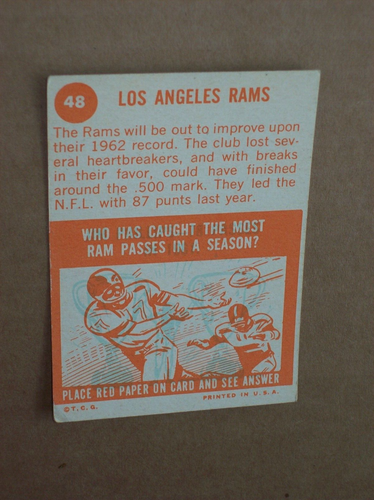 48 LOS ANGELES RAMS
The Rams will be out to improve upon
their 1962 record. The club lost sev-
eral heartbreakers, and with breaks
in their favor, could have finished
around the .500 mark. They led the
N.F.L. with 87 punts last year.
WHO HAS CAUGHT THE MOST
RAM PASSES IN A SEASON?
PLACE RED PAPER ON CARD AND SEE ANSWER
©T.C.G. PRINTED IN U.S.A.